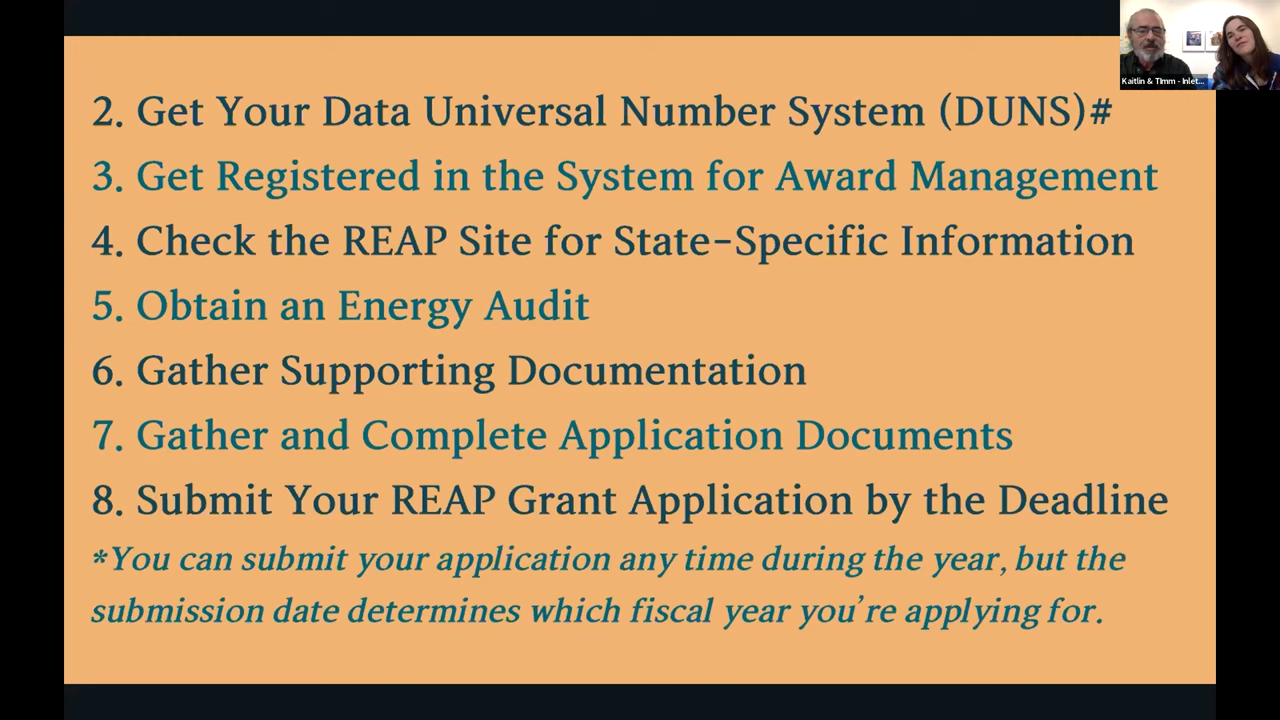 Kaitlin & Timm - Inlet...
2. Get Your Data Universal Number System (DUNS)#
3. Get Registered in the System for Award Management
4. Check the REAP Site for State-Specific Information
5. Obtain an Energy Audit
6. Gather Supporting Documentation
7. Gather and Complete Application Documents
8. Submit Your REAP Grant Application by the Deadline
*You can submit your application any time during the year, but the
submission date determines which fiscal year you're applying for.